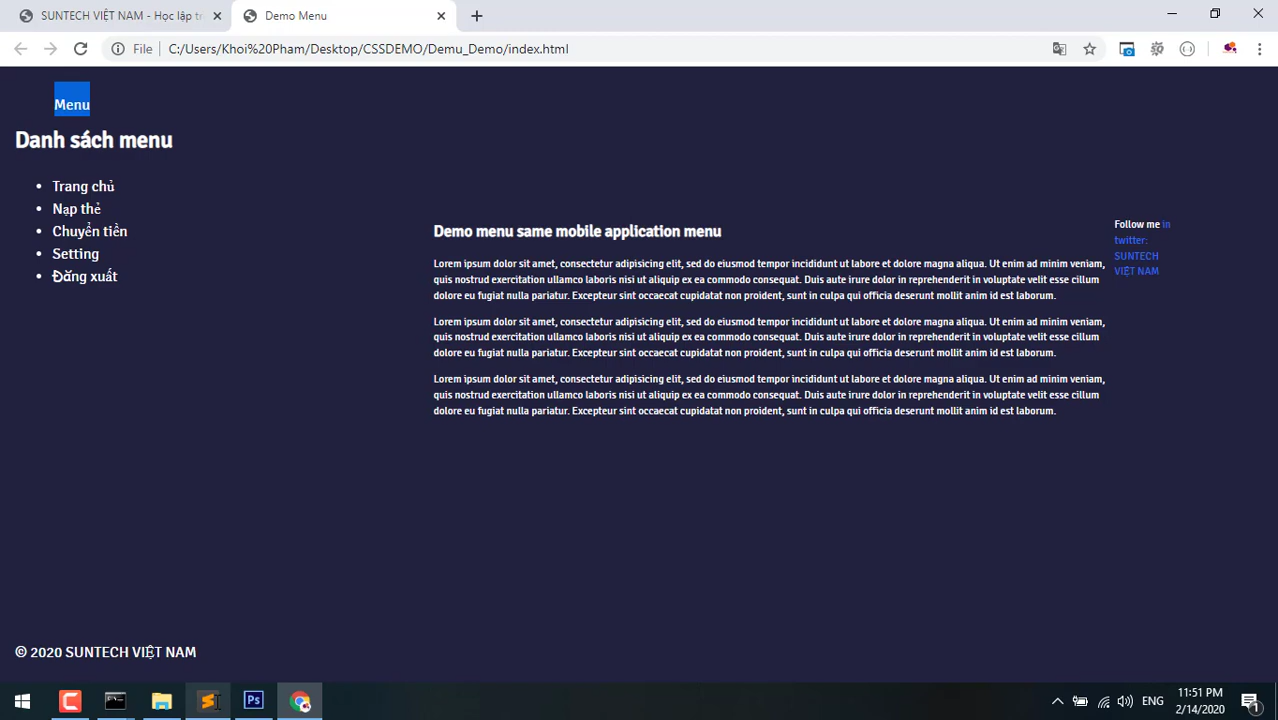 SUNTECH VIỆT NAM - Học lập tr
Demo Menu
File
C:/Users/Khoi%20Pham/Desktop/CSSDEMO/Demu_Demo/index.html
Menu
Danh sách menu
Trang chủ
Nạp thẻ
Chuyển tiền
Setting
Đăng xuất
Demo menu same mobile application menu
Lorem ipsum dolor sit amet, consectetur adipisicing elit, sed do eiusmod tempor incididunt ut labore et dolore magna aliqua. Ut enim ad minim veniam,
quis nostrud exercitation ullamco laboris nisi ut aliquip ex ea commodo consequat. Duis aute irure dolor in reprehenderit in voluptate velit esse cillum
dolore eu fugiat nulla pariatur. Excepteur sint occaecat cupidatat non proident, sunt in culpa qui officia deserunt mollit anim id est laborum.
Lorem ipsum dolor sit amet, consectetur adipisicing elit, sed do eiusmod tempor incididunt ut labore et dolore magna aliqua. Ut enim ad minim veniam,
quis nostrud exercitation ullamco laboris nisi ut aliquip ex ea commodo consequat. Duis aute irure dolor in reprehenderit in voluptate velit esse cillum
dolore eu fugiat nulla pariatur. Excepteur sint occaecat cupidatat non proident, sunt in culpa qui officia deserunt mollit anim id est laborum.
Lorem ipsum dolor sit amet, consectetur adipisicing elit, sed do eiusmod tempor incididunt ut labore et dolore magna aliqua. Ut enim ad minim veniam,
quis nostrud exercitation ullamco laboris nisi ut aliquip ex ea commodo consequat. Duis aute irure dolor in reprehenderit in voluptate velit esse cillum
dolore eu fugiat nulla pariatur. Excepteur sint occaecat cupidatat non proident, sunt in culpa qui officia deserunt mollit anim id est laborum.
Follow me in
twitter:
SUNTECH
VIỆT NAM
© 2020 SUNTECH VIỆT NAM
Ps
ENG
11:51 PM
2/14/2020
1